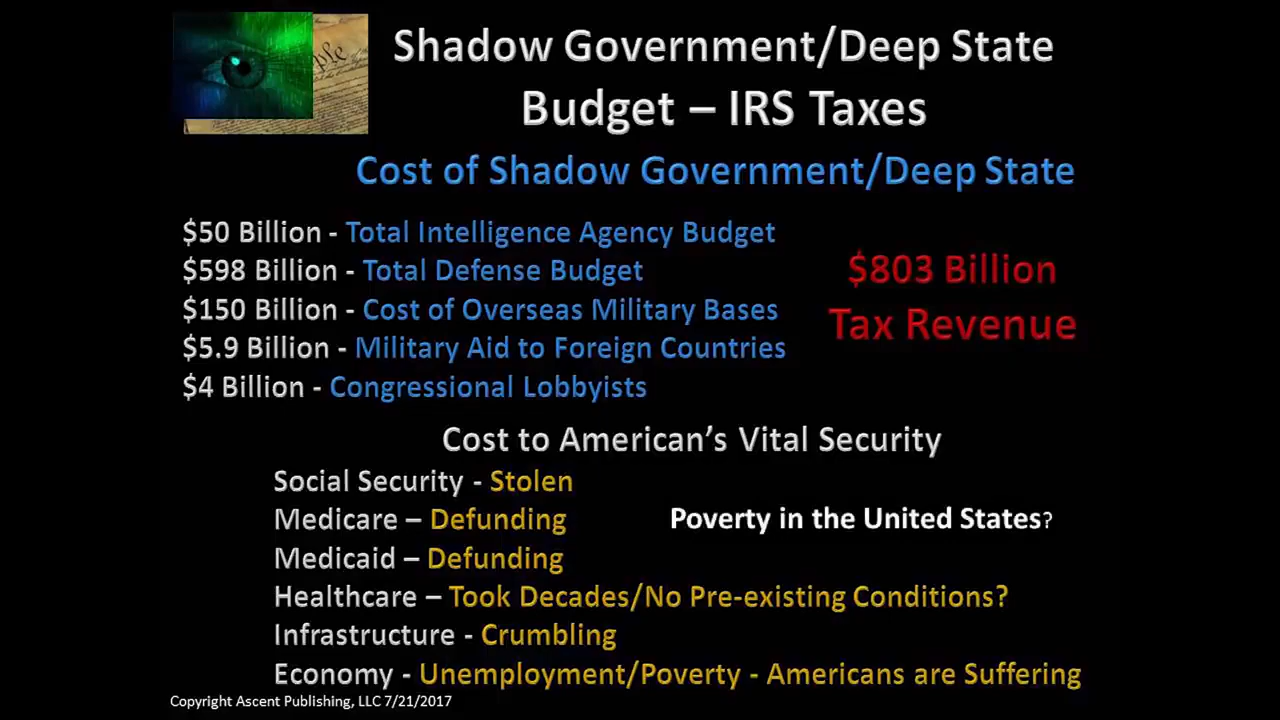 Shadow Government/Deep State
Budget – IRS Taxes
Cost of Shadow Government/Deep State
$50 Billion - Total Intelligence Agency Budget
$598 Billion - Total Defense Budget
$150 Billion - Cost of Overseas Military Bases
$5.9 Billion - Military Aid to Foreign Countries
$4 Billion - Congressional Lobbyists
$803 Billion
Tax Revenue
Cost to American’s Vital Security
Social Security - Stolen
Medicare – Defunding
Medicaid – Defunding
Poverty in the United States?
Healthcare – Took Decades/No Pre-existing Conditions?
Infrastructure - Crumbling
Economy - Unemployment/Poverty - Americans are Suffering
Copyright Ascent Publishing, LLC 7/21/2017